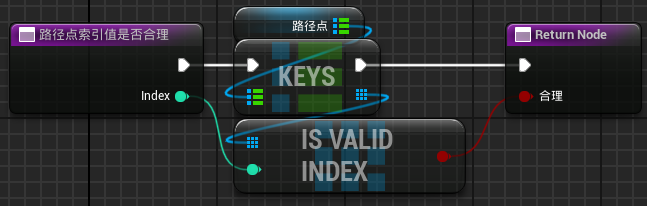 路径点索引值是否合理
Index
路径点
KEYS
IS VALID
INDEX
Return Node
合理